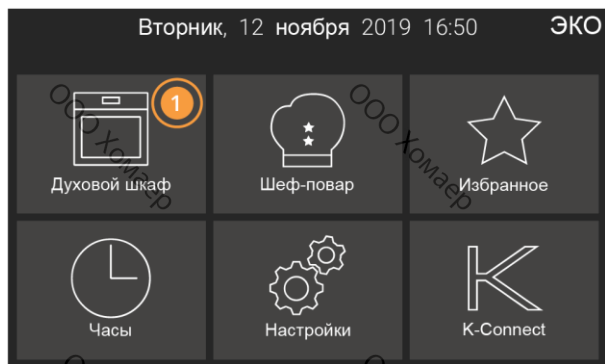 Вторник, 12 ноября 2019 16:50 ЭКО
1
Духовой шкаф Шеф-повар Избранное
Часы Настройки K-Connect
ООО Хомаер
ООО Хомаер